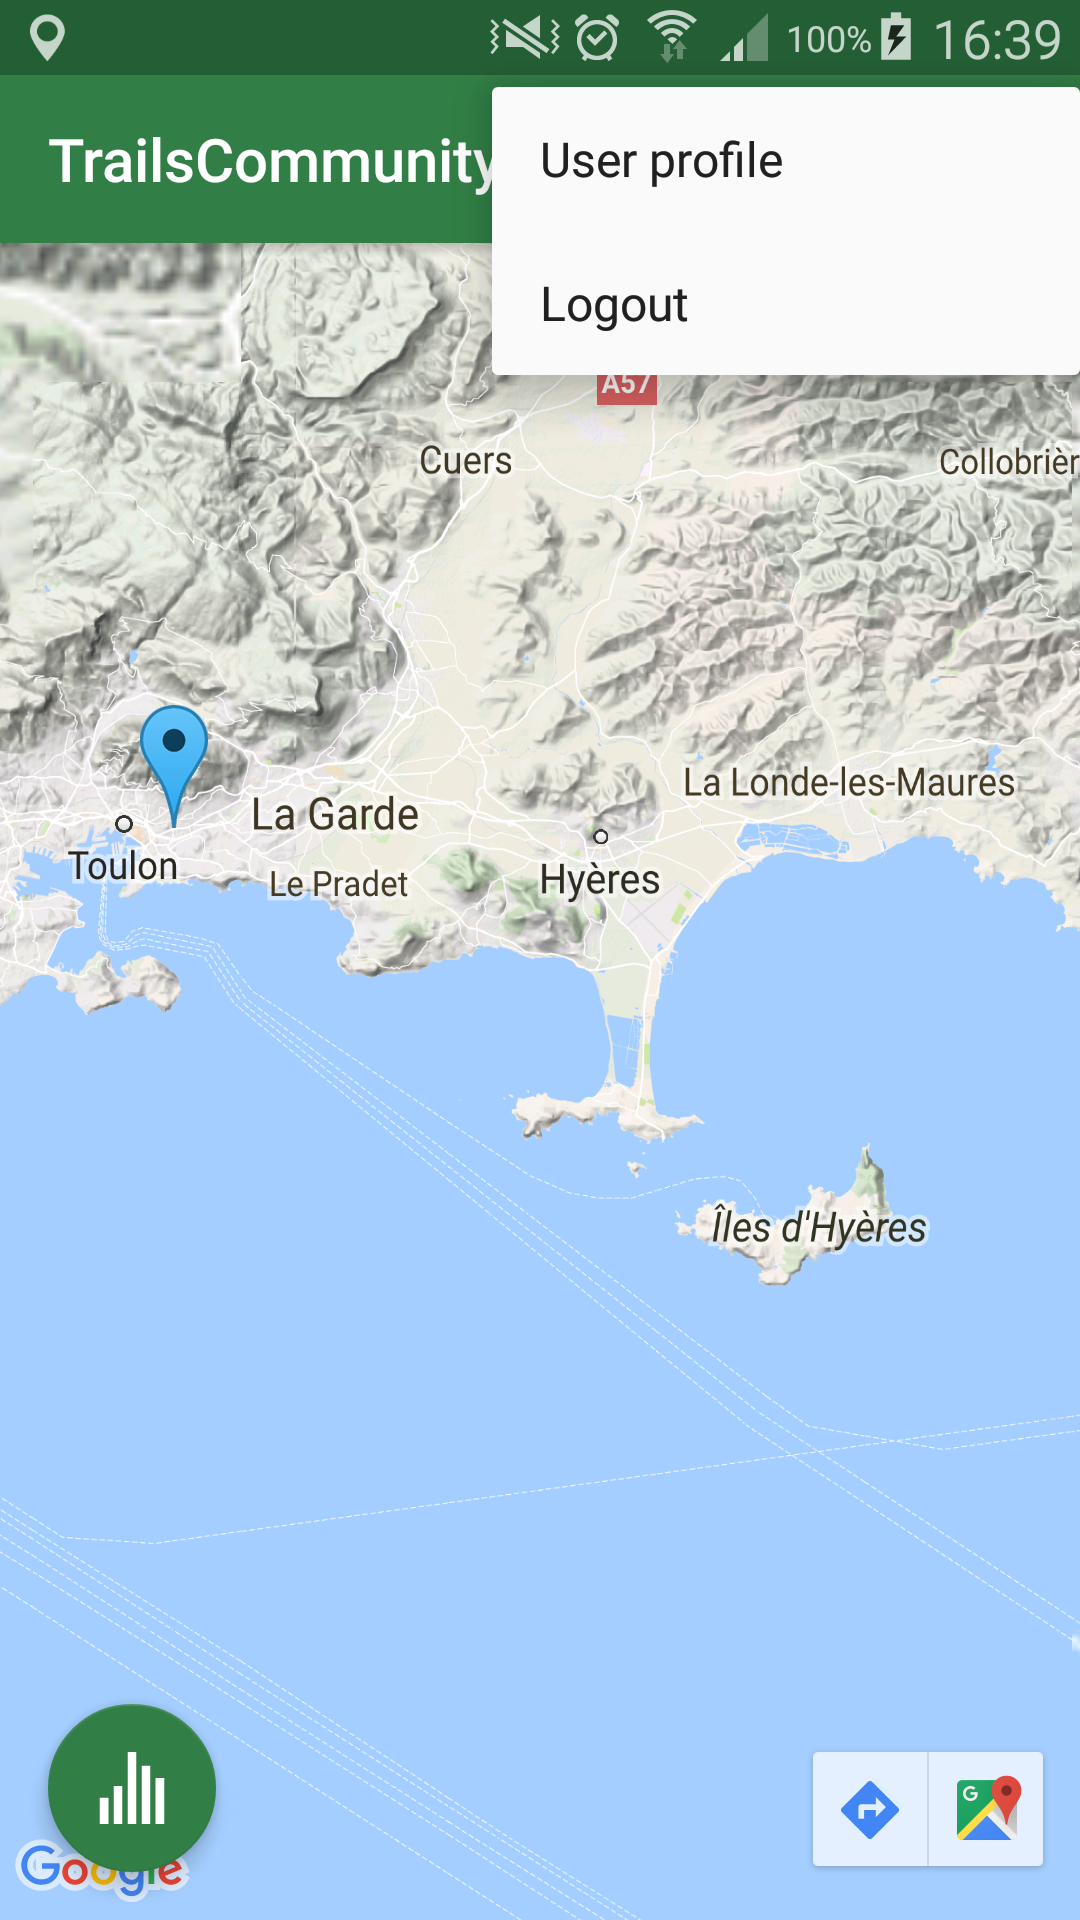 100% 16:39
TrailsCommunity
User profile
Logout
A57
Cuers
Collobrièr
La Londe-les-Maures
La Garde
Toulon
Le Pradet
Hyères
Îles d'Hyères
G
Google